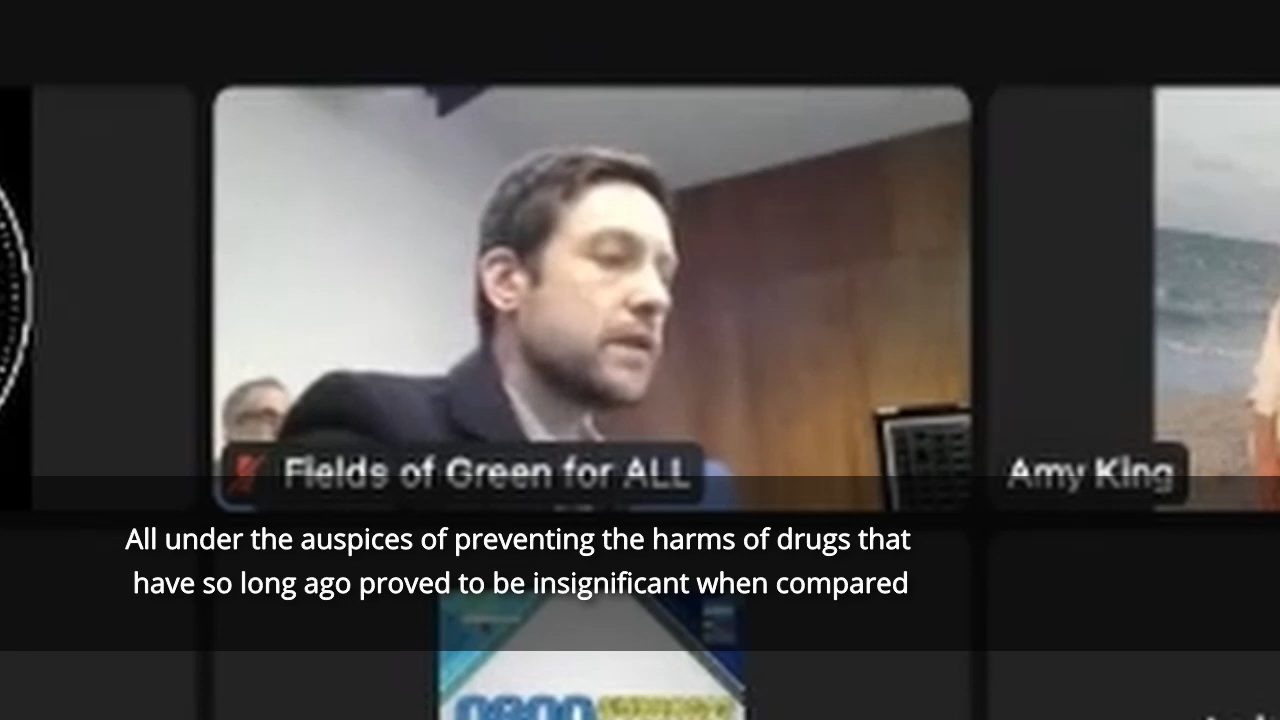 Fields of Green for ALL
Amy King
All under the auspices of preventing the harms of drugs that
have so long ago proved to be insignificant when compared